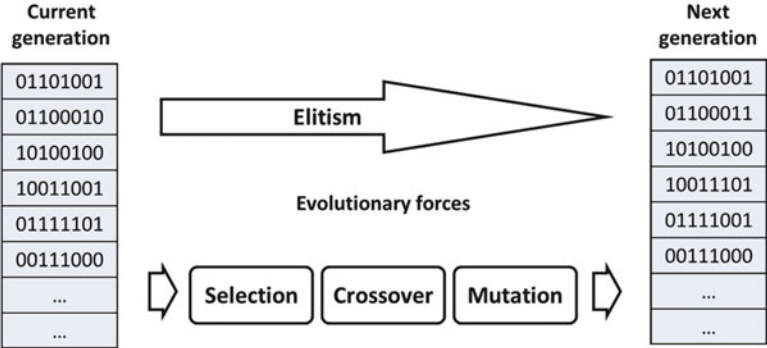 Current
generation
01101001
01100010
10100100
10011001
01111101
00111000
...
...
Elitism
Evolutionary forces
Selection
Crossover
Mutation
Next
generation
01101001
01100011
10100100
10011101
01111001
00111000
...
...